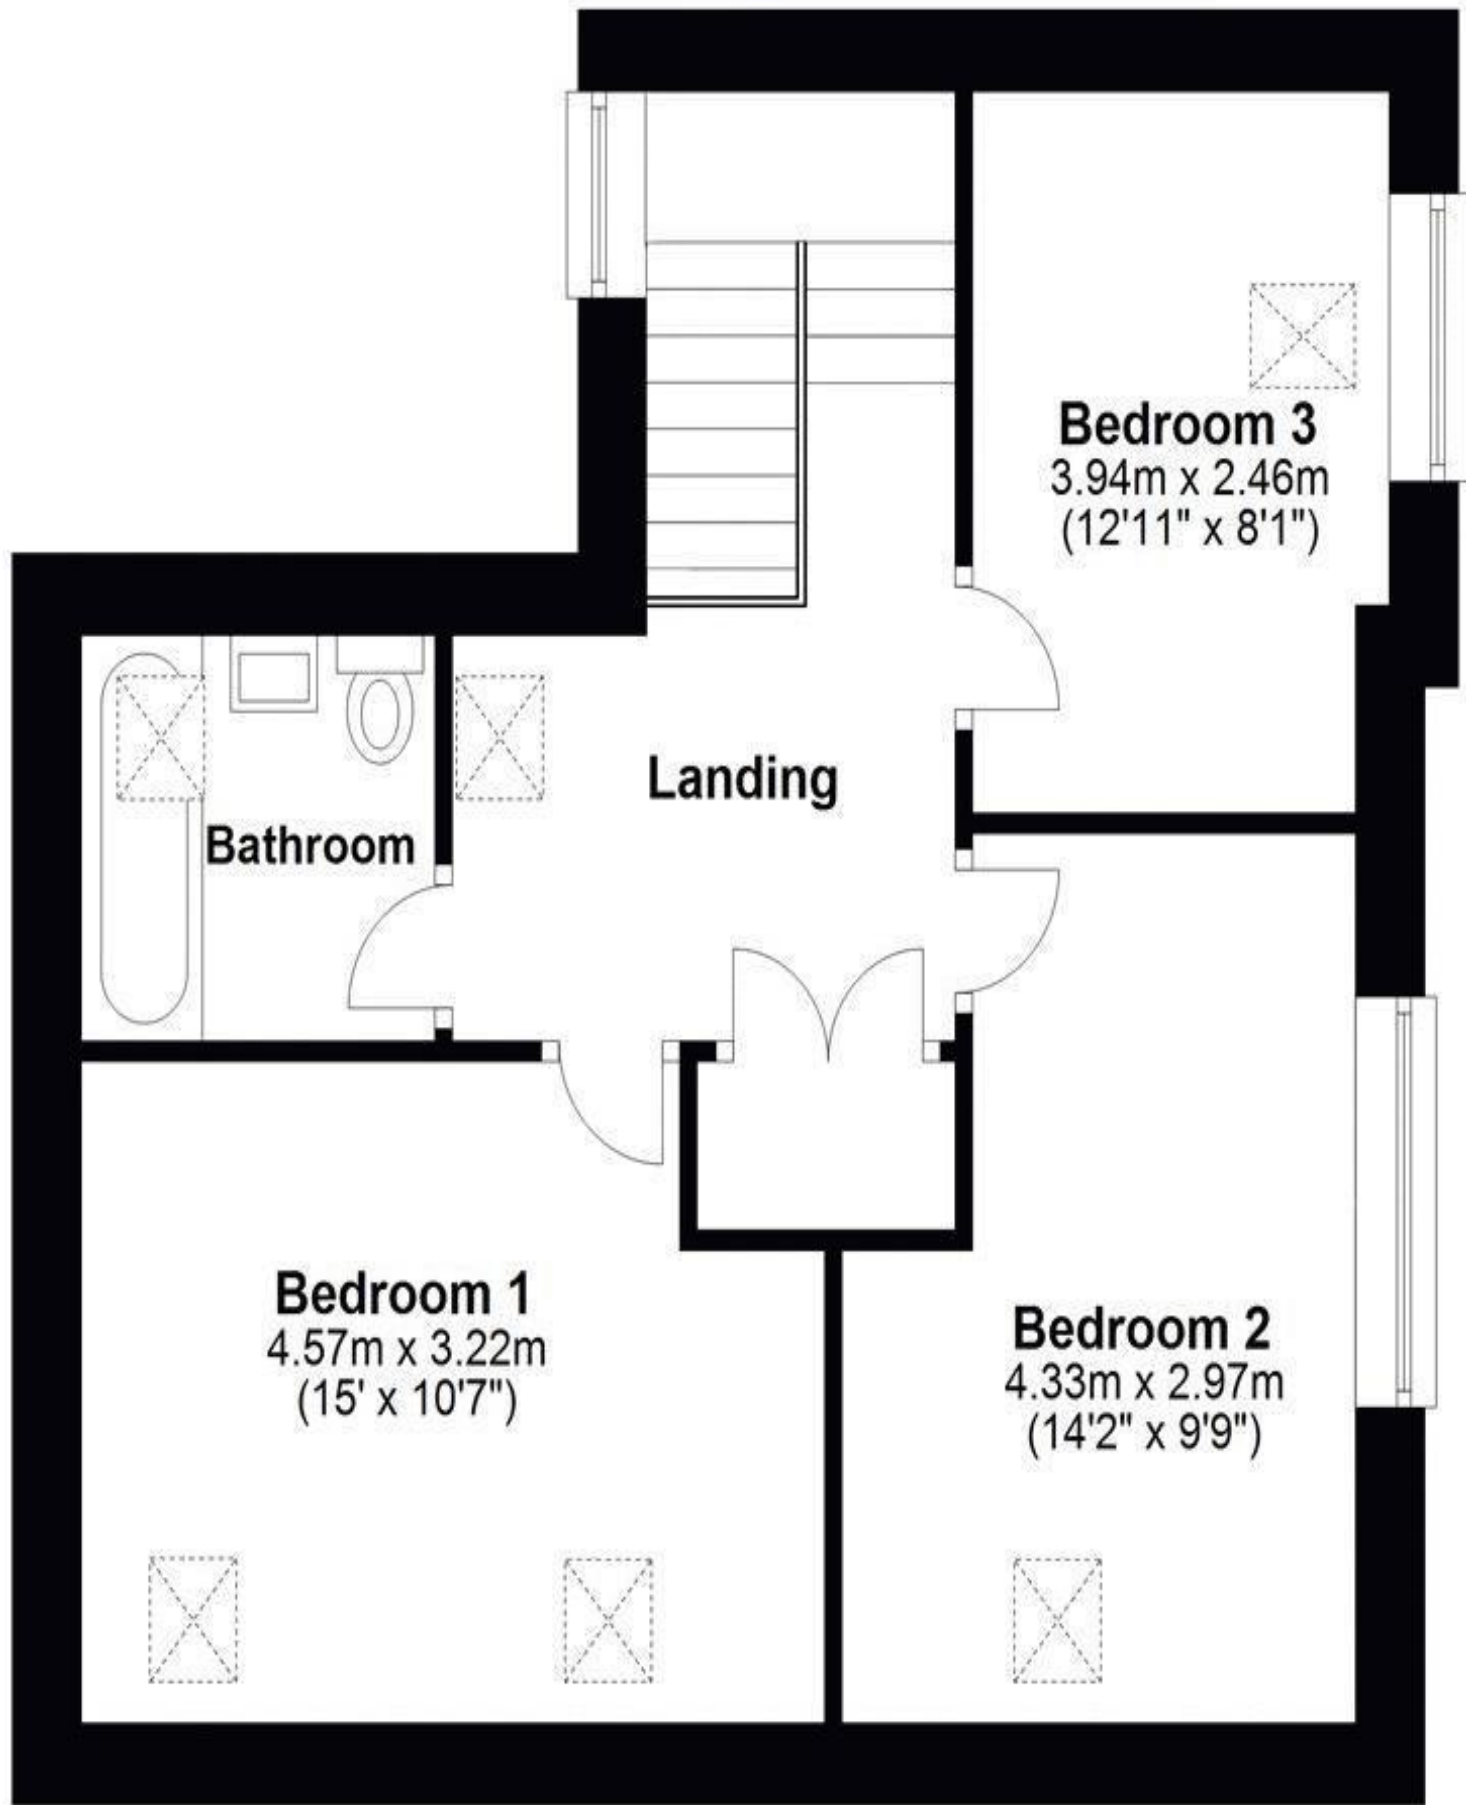 Bedroom 3
3.94m x 2.46m
(12'11" x 8'1")
Landing
Bathroom
Bedroom 1
4.57m x 3.22m
(15' x 10'7")
Bedroom 2
4.33m x 2.97m
(14'2" x 9'9")